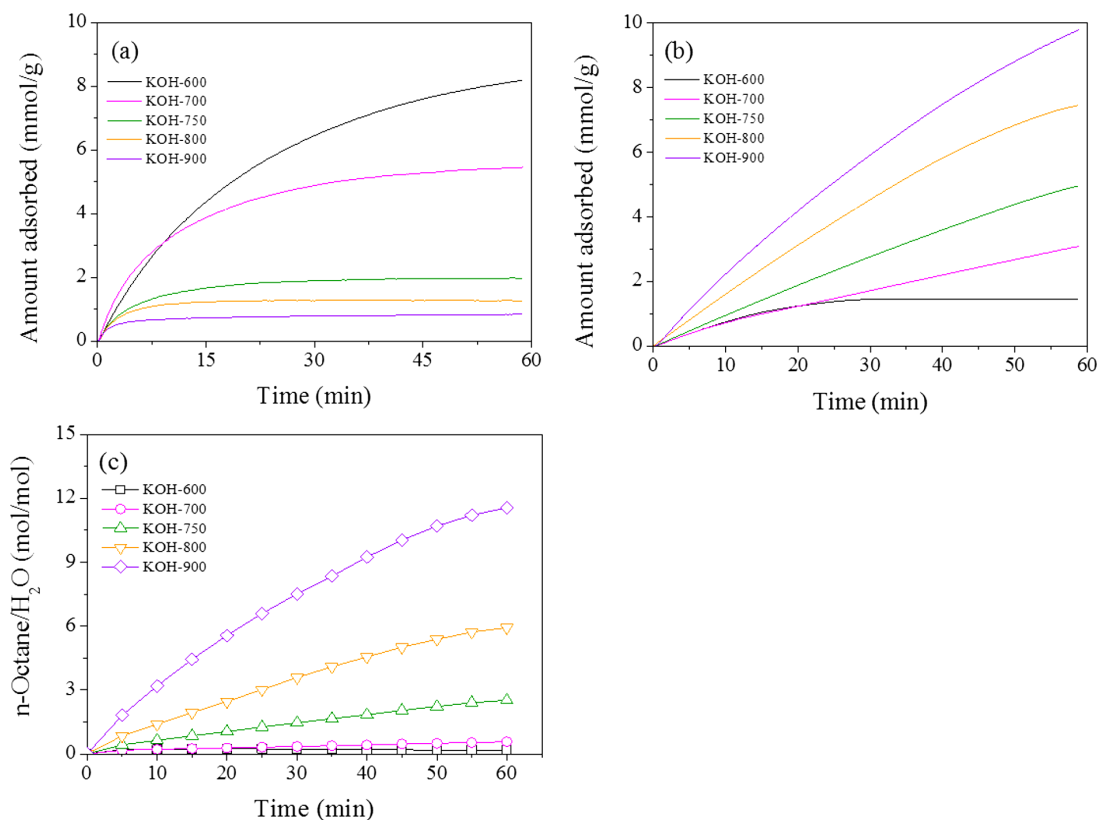 (a)
KOH-600
KOH-700
KOH-750
KOH-800
KOH-900
Amount adsorbed (mmol/g)
10
8
6
4
2
0
0 15 30 45 60
Time (min)
(b)
KOH-600
KOH-700
KOH-750
KOH-800
KOH-900
Amount adsorbed (mmol/g)
10
8
6
4
2
0
0 10 20 30 40 50 60
Time (min)
(c)
KOH-600
KOH-700
KOH-750
KOH-800
KOH-900
n-Octane/H₂O (mol/mol)
15
12
9
6
3
0
0 10 20 30 40 50 60
Time (min)